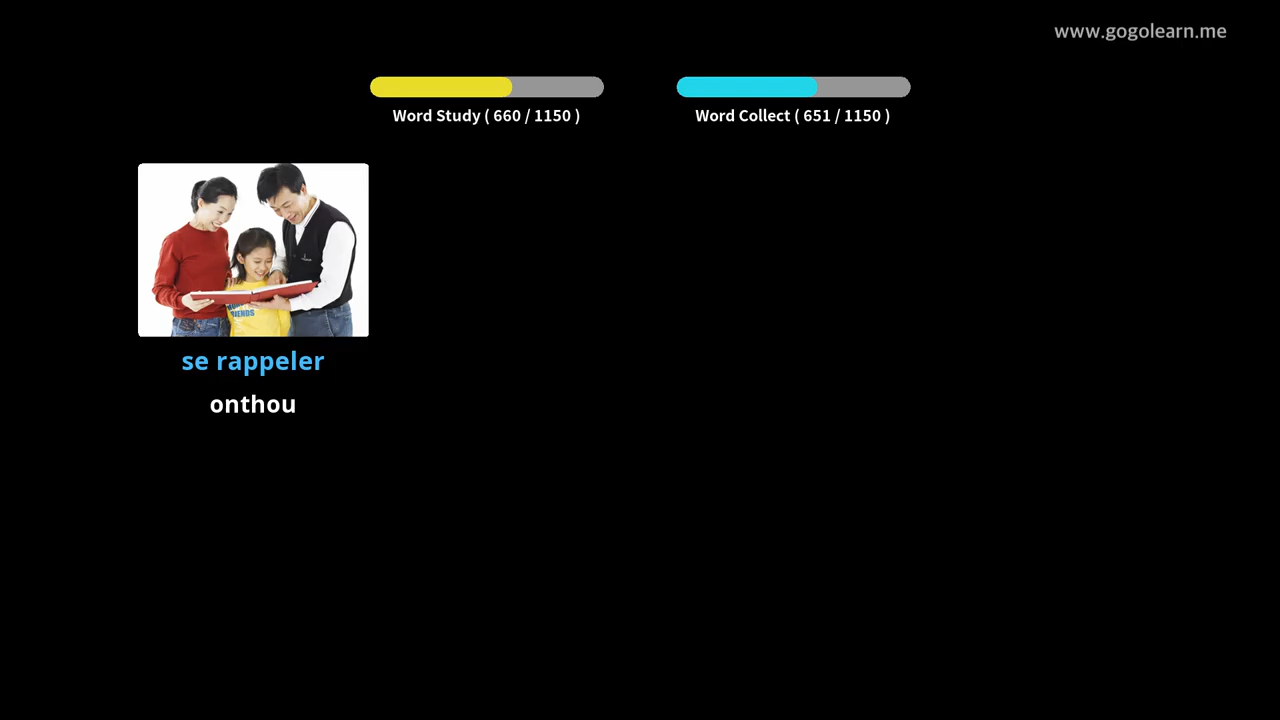 www.gogolearn.me
Word Study ( 660 / 1150 )
Word Collect ( 651 / 1150 )
se rappeler
onthou